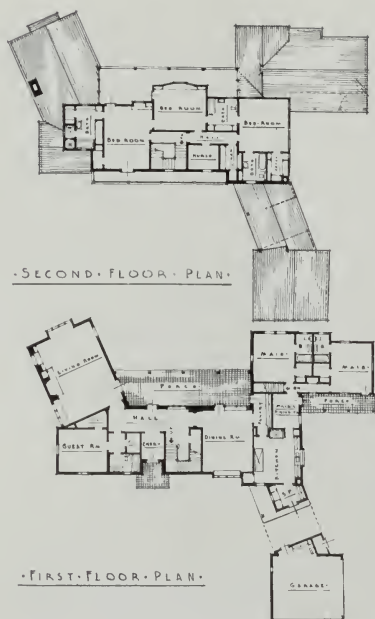 BED ROOM
BED ROOM
BED-ROOM
HALL
NURSE
·SECOND·FLOOR·PLAN·
LIVING ROOM
PORCH
MAID·
MAID·
HALL
PORCH
GUEST RM
ENTRY
DINING RM
KITCHEN
GARAGE·
·FIRST·FLOOR·PLAN·